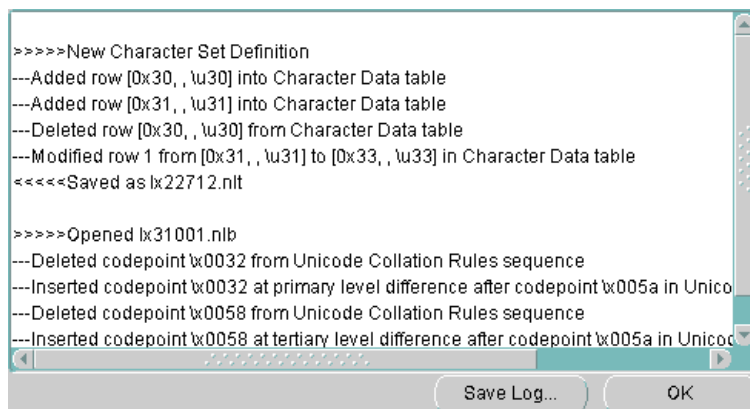 >>>>>New Character Set Definition
---Added row [0x30, , \u30] into Character Data table
---Added row [0x31, , \u31] into Character Data table
---Deleted row [0x30, , \u30] from Character Data table
---Modified row 1 from [0x31, , \u31] to [0x33, , \u33] in Character Data table
<<<<<Saved as lx22712.nlt
>>>>>Opened lx31001.nlb
---Deleted codepoint \x0032 from Unicode Collation Rules sequence
---Inserted codepoint \x0032 at primary level difference after codepoint \x005a in Unico
---Deleted codepoint \x0058 from Unicode Collation Rules sequence
---Inserted codepoint \x0058 at tertiary level difference after codepoint \x005a in Unicod
Save Log... OK